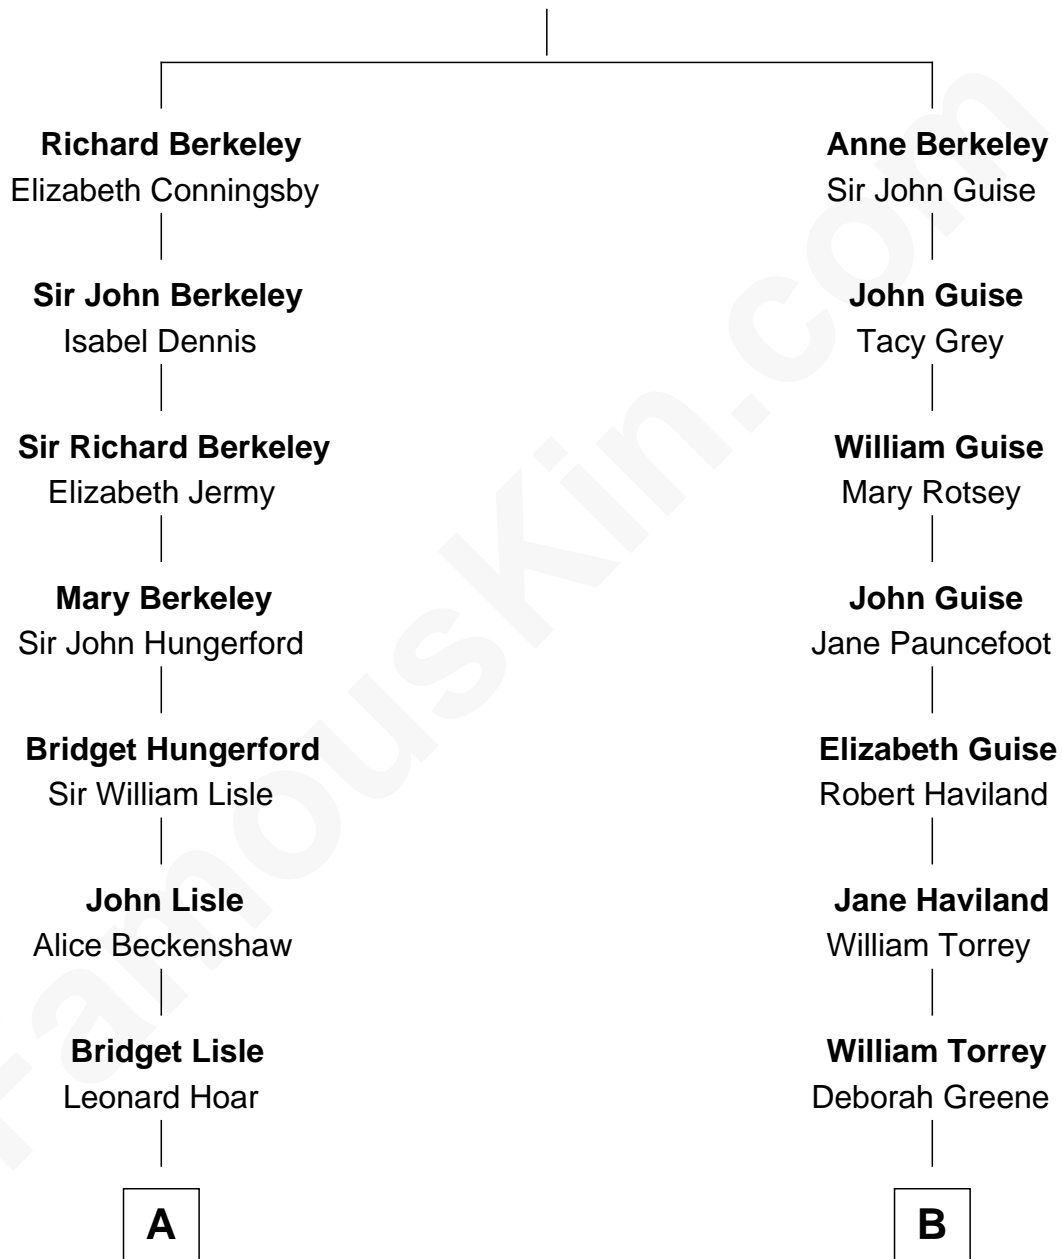 Richard Berkeley
Elizabeth Conningsby
Sir John Berkeley
Isabel Dennis
Sir Richard Berkeley
Elizabeth Jermy
Mary Berkeley
Sir John Hungerford
Bridget Hungerford
Sir William Lisle
John Lisle
Alice Beckenshaw
Bridget Lisle
Leonard Hoar
A
Anne Berkeley
Sir John Guise
John Guise
Tacy Grey
William Guise
Mary Rotsey
John Guise
Jane Pauncefoot
Elizabeth Guise
Robert Haviland
Jane Haviland
William Torrey
William Torrey
Deborah Greene
B
FamousKin.com